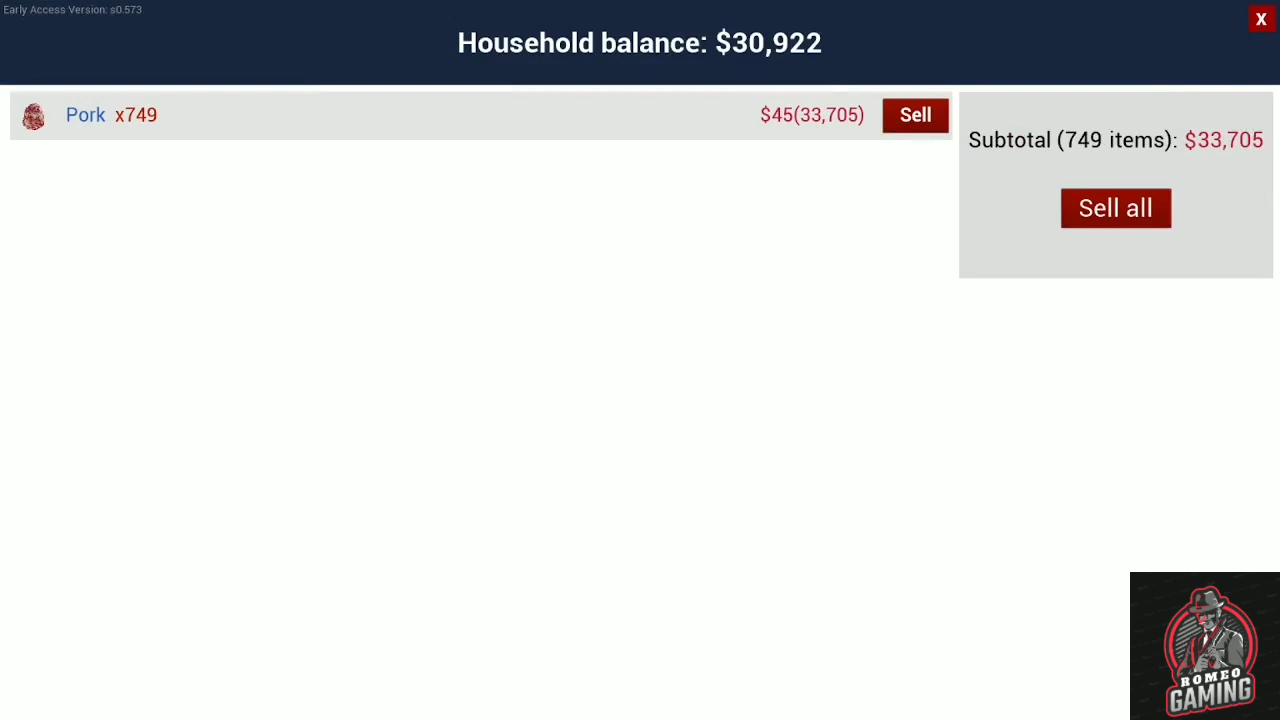 Early Access Version: s0.573
X
Household balance: $30,922
Pork x749 $45(33,705) Sell
Subtotal (749 items): $33,705
Sell all
ROMEO
GAMING